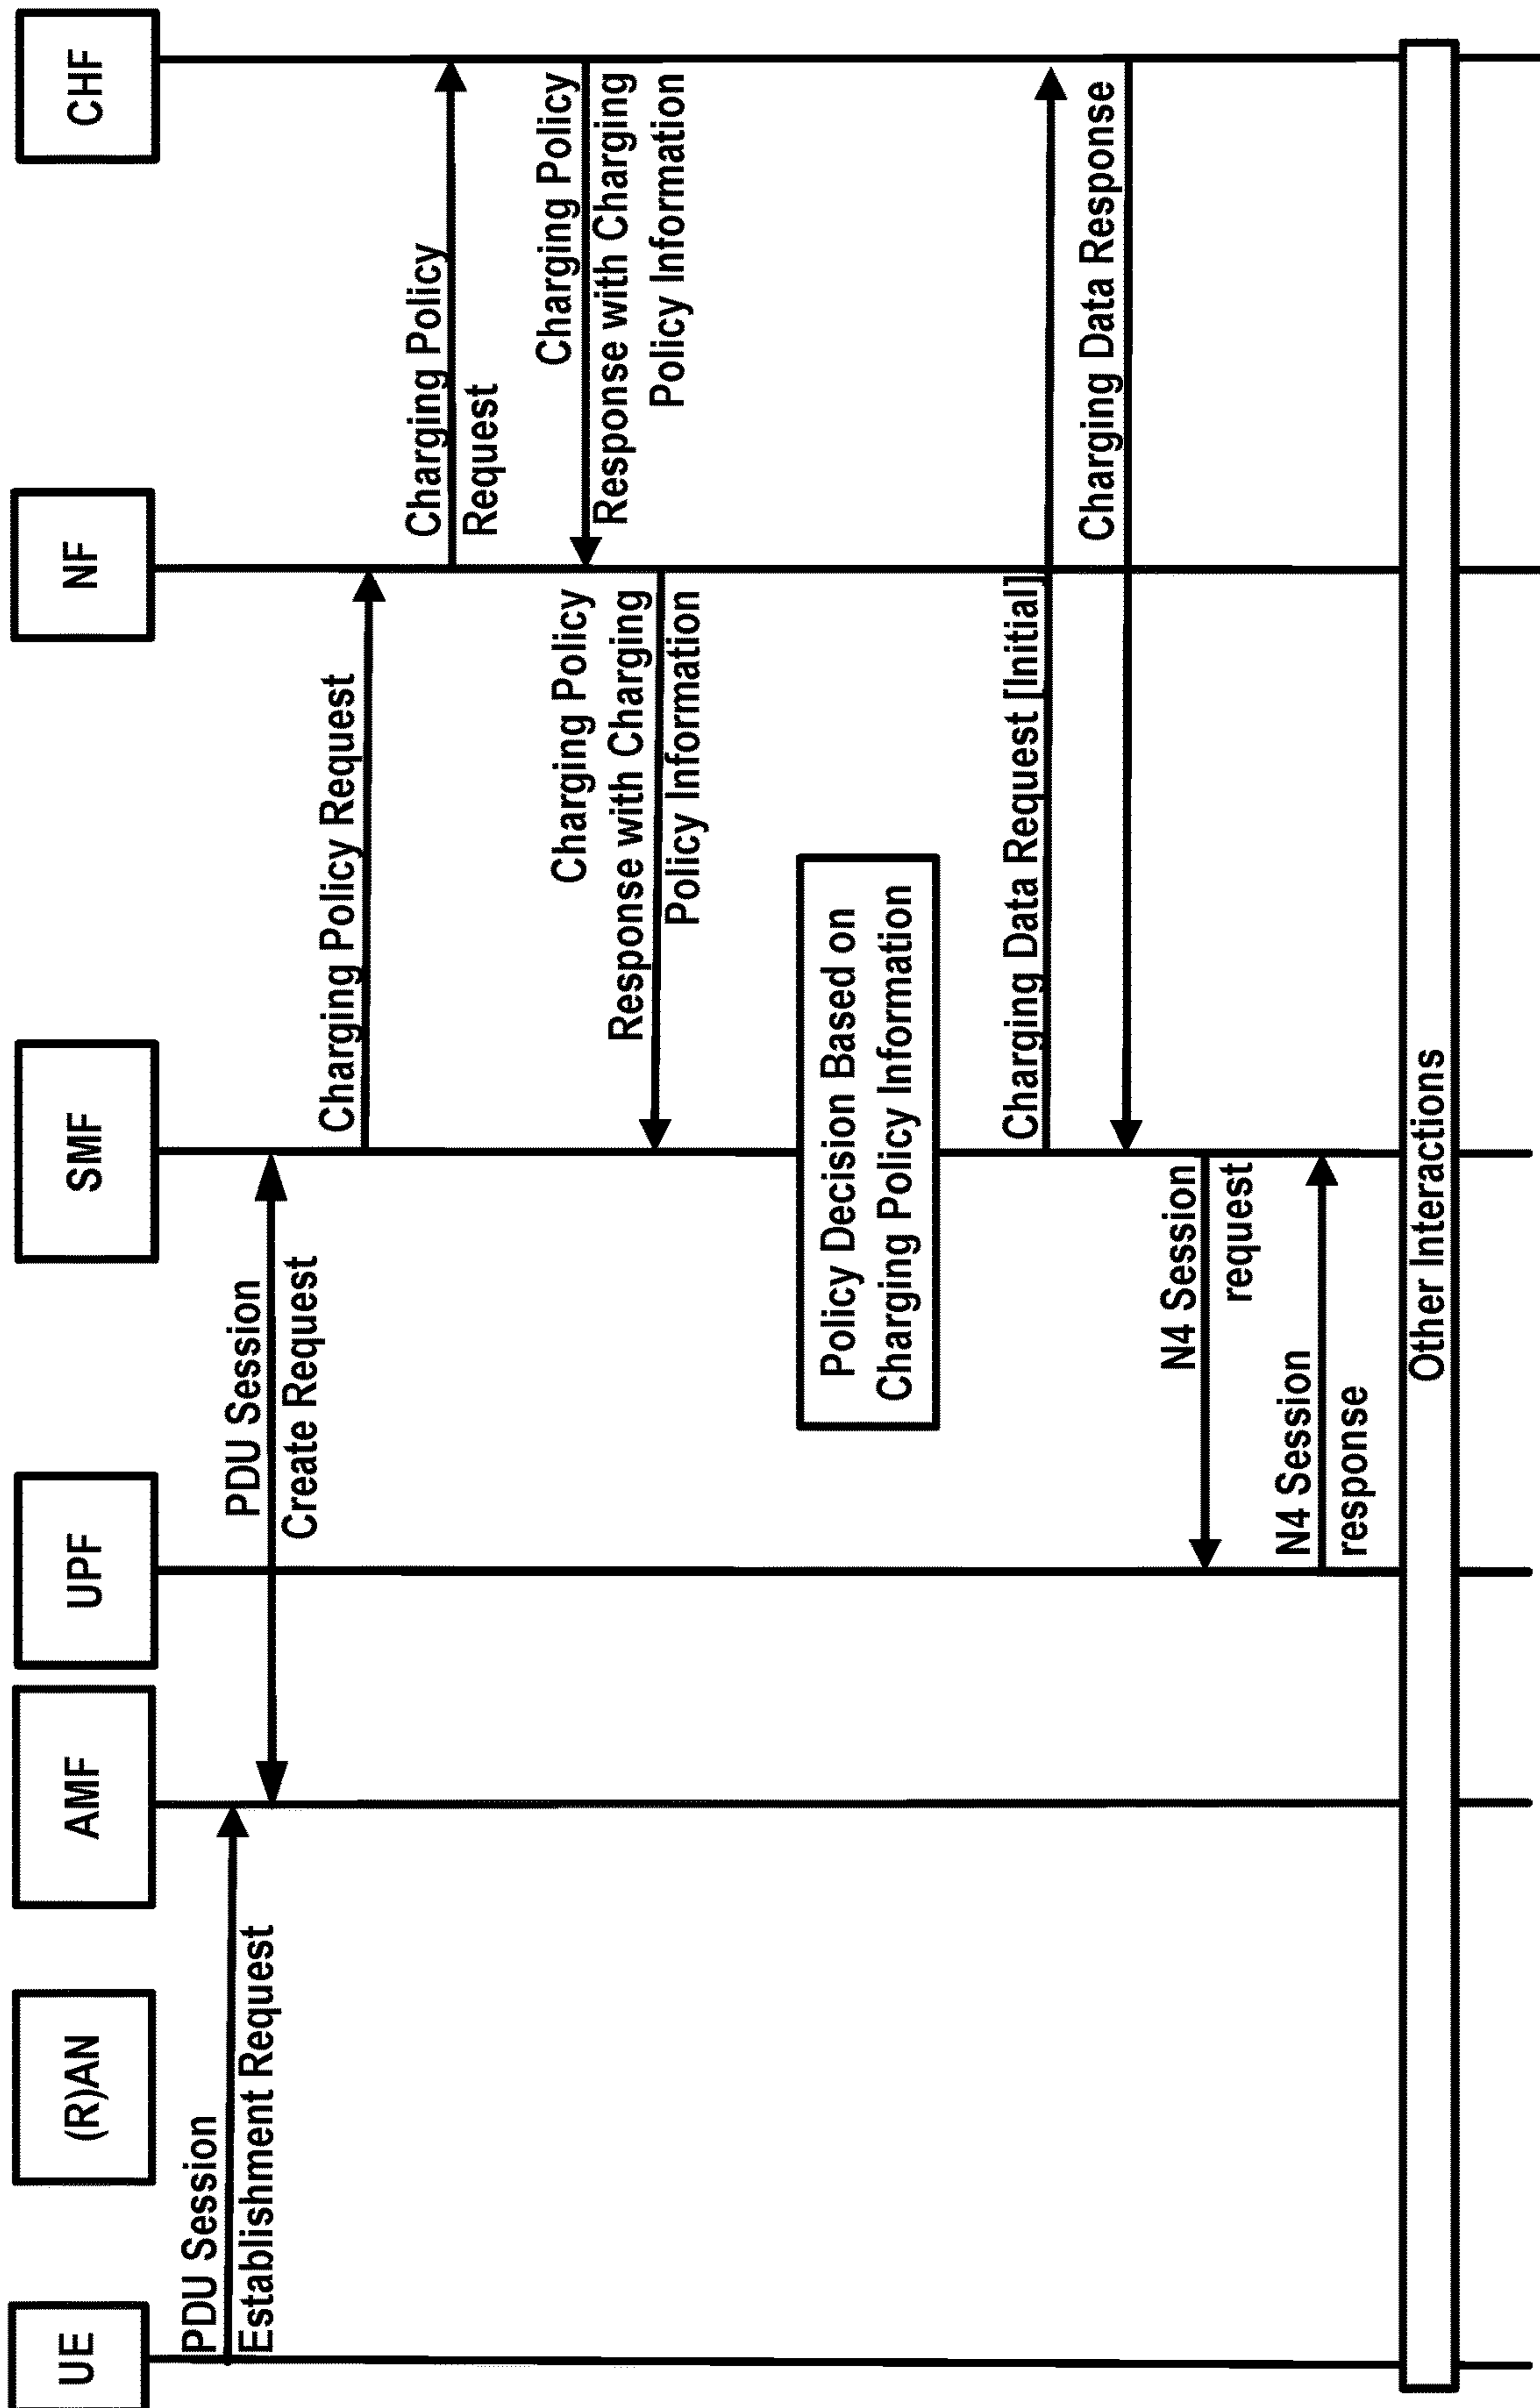 UE
(R)AN
AMF
UPF
SMF
NF
CHF
PDU Session
Establishment Request
PDU Session
Create Request
Charging Policy Request
Charging Policy
Request
Charging Policy
Response with Charging
Policy Information
Charging Policy
Response with Charging
Policy Information
Policy Decision Based on
Charging Policy Information
Charging Data Request [Initial]
Charging Data Response
N4 Session
request
N4 Session
response
Other Interactions